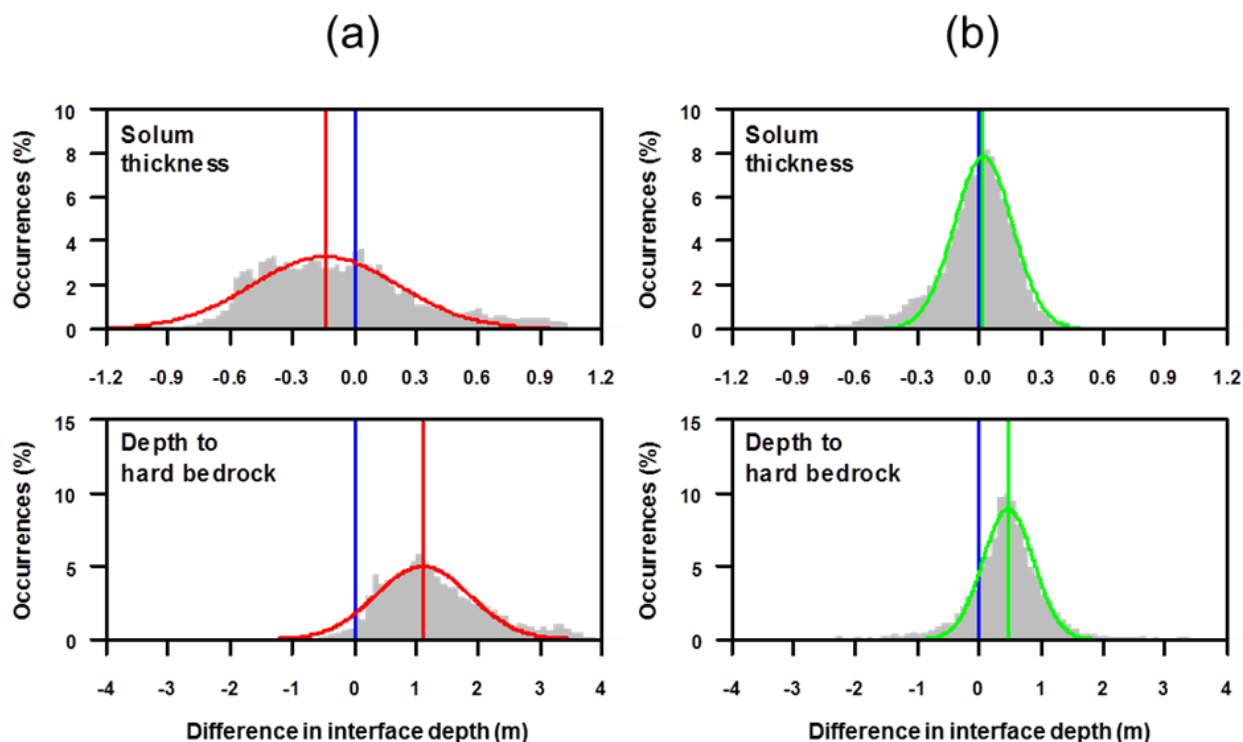 (a)
(b)
10
8
6
4
2
0
Occurrences (%)
Solum
thickness
-1.2 -0.9 -0.6 -0.3 0.0 0.3 0.6 0.9 1.2
10
8
6
4
2
0
Occurrences (%)
Solum
thickness
-1.2 -0.9 -0.6 -0.3 0.0 0.3 0.6 0.9 1.2
15
10
5
0
Occurrences (%)
Depth to
hard bedrock
-4 -3 -2 -1 0 1 2 3 4
Difference in interface depth (m)
15
10
5
0
Occurrences (%)
Depth to
hard bedrock
-4 -3 -2 -1 0 1 2 3 4
Difference in interface depth (m)